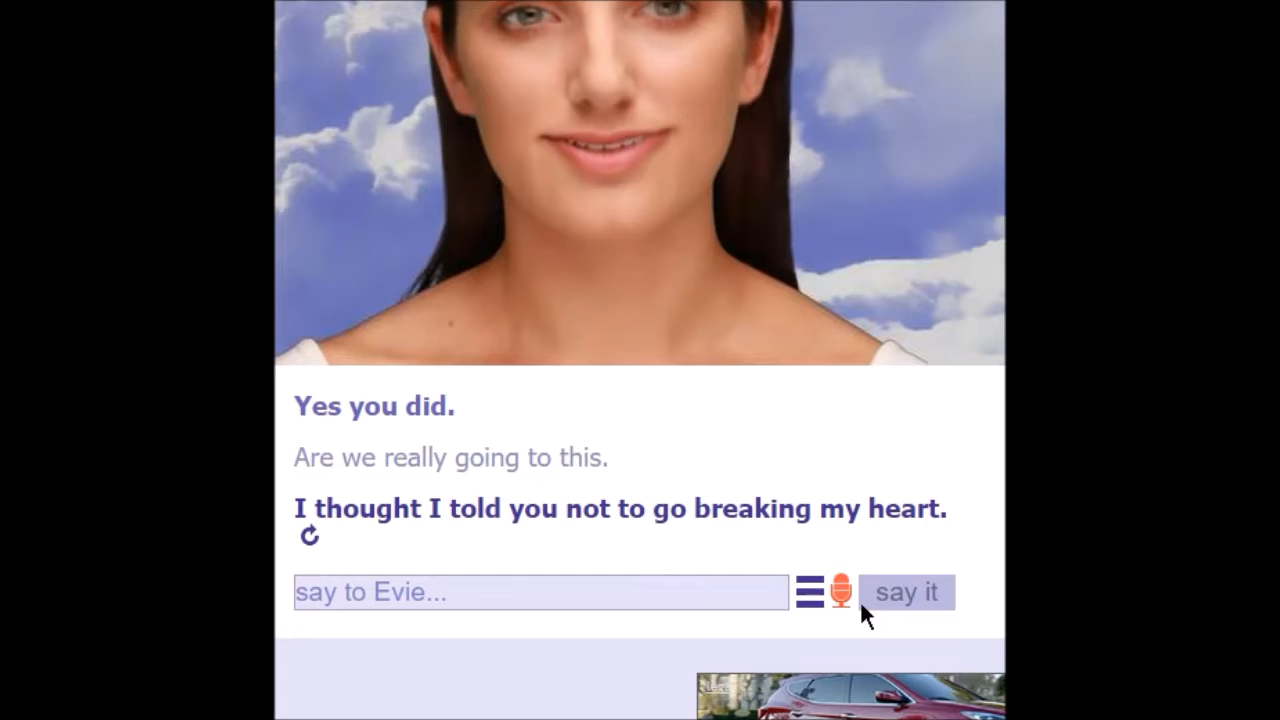 Yes you did.
Are we really going to this.
I thought I told you not to go breaking my heart.
say to Evie...
say it